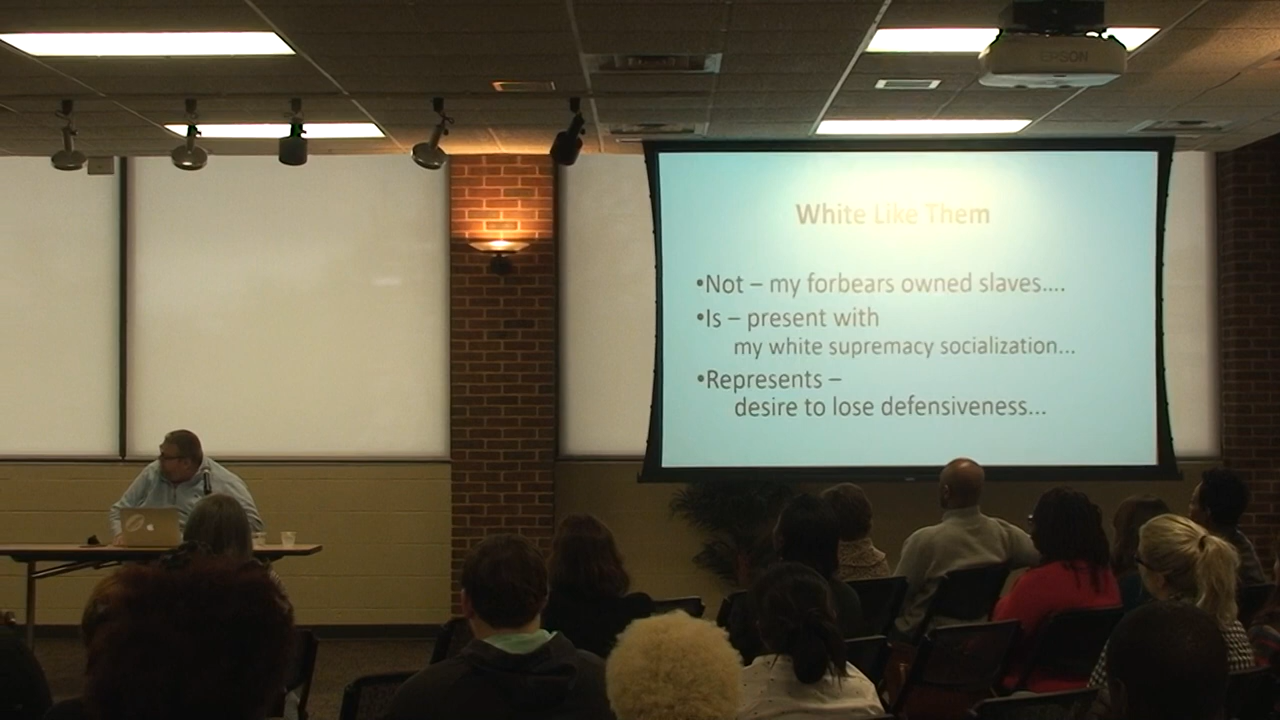 EPSON
White Like Them
•Not – my forbears owned slaves....
•Is – present with
my white supremacy socialization...
•Represents –
desire to lose defensiveness...